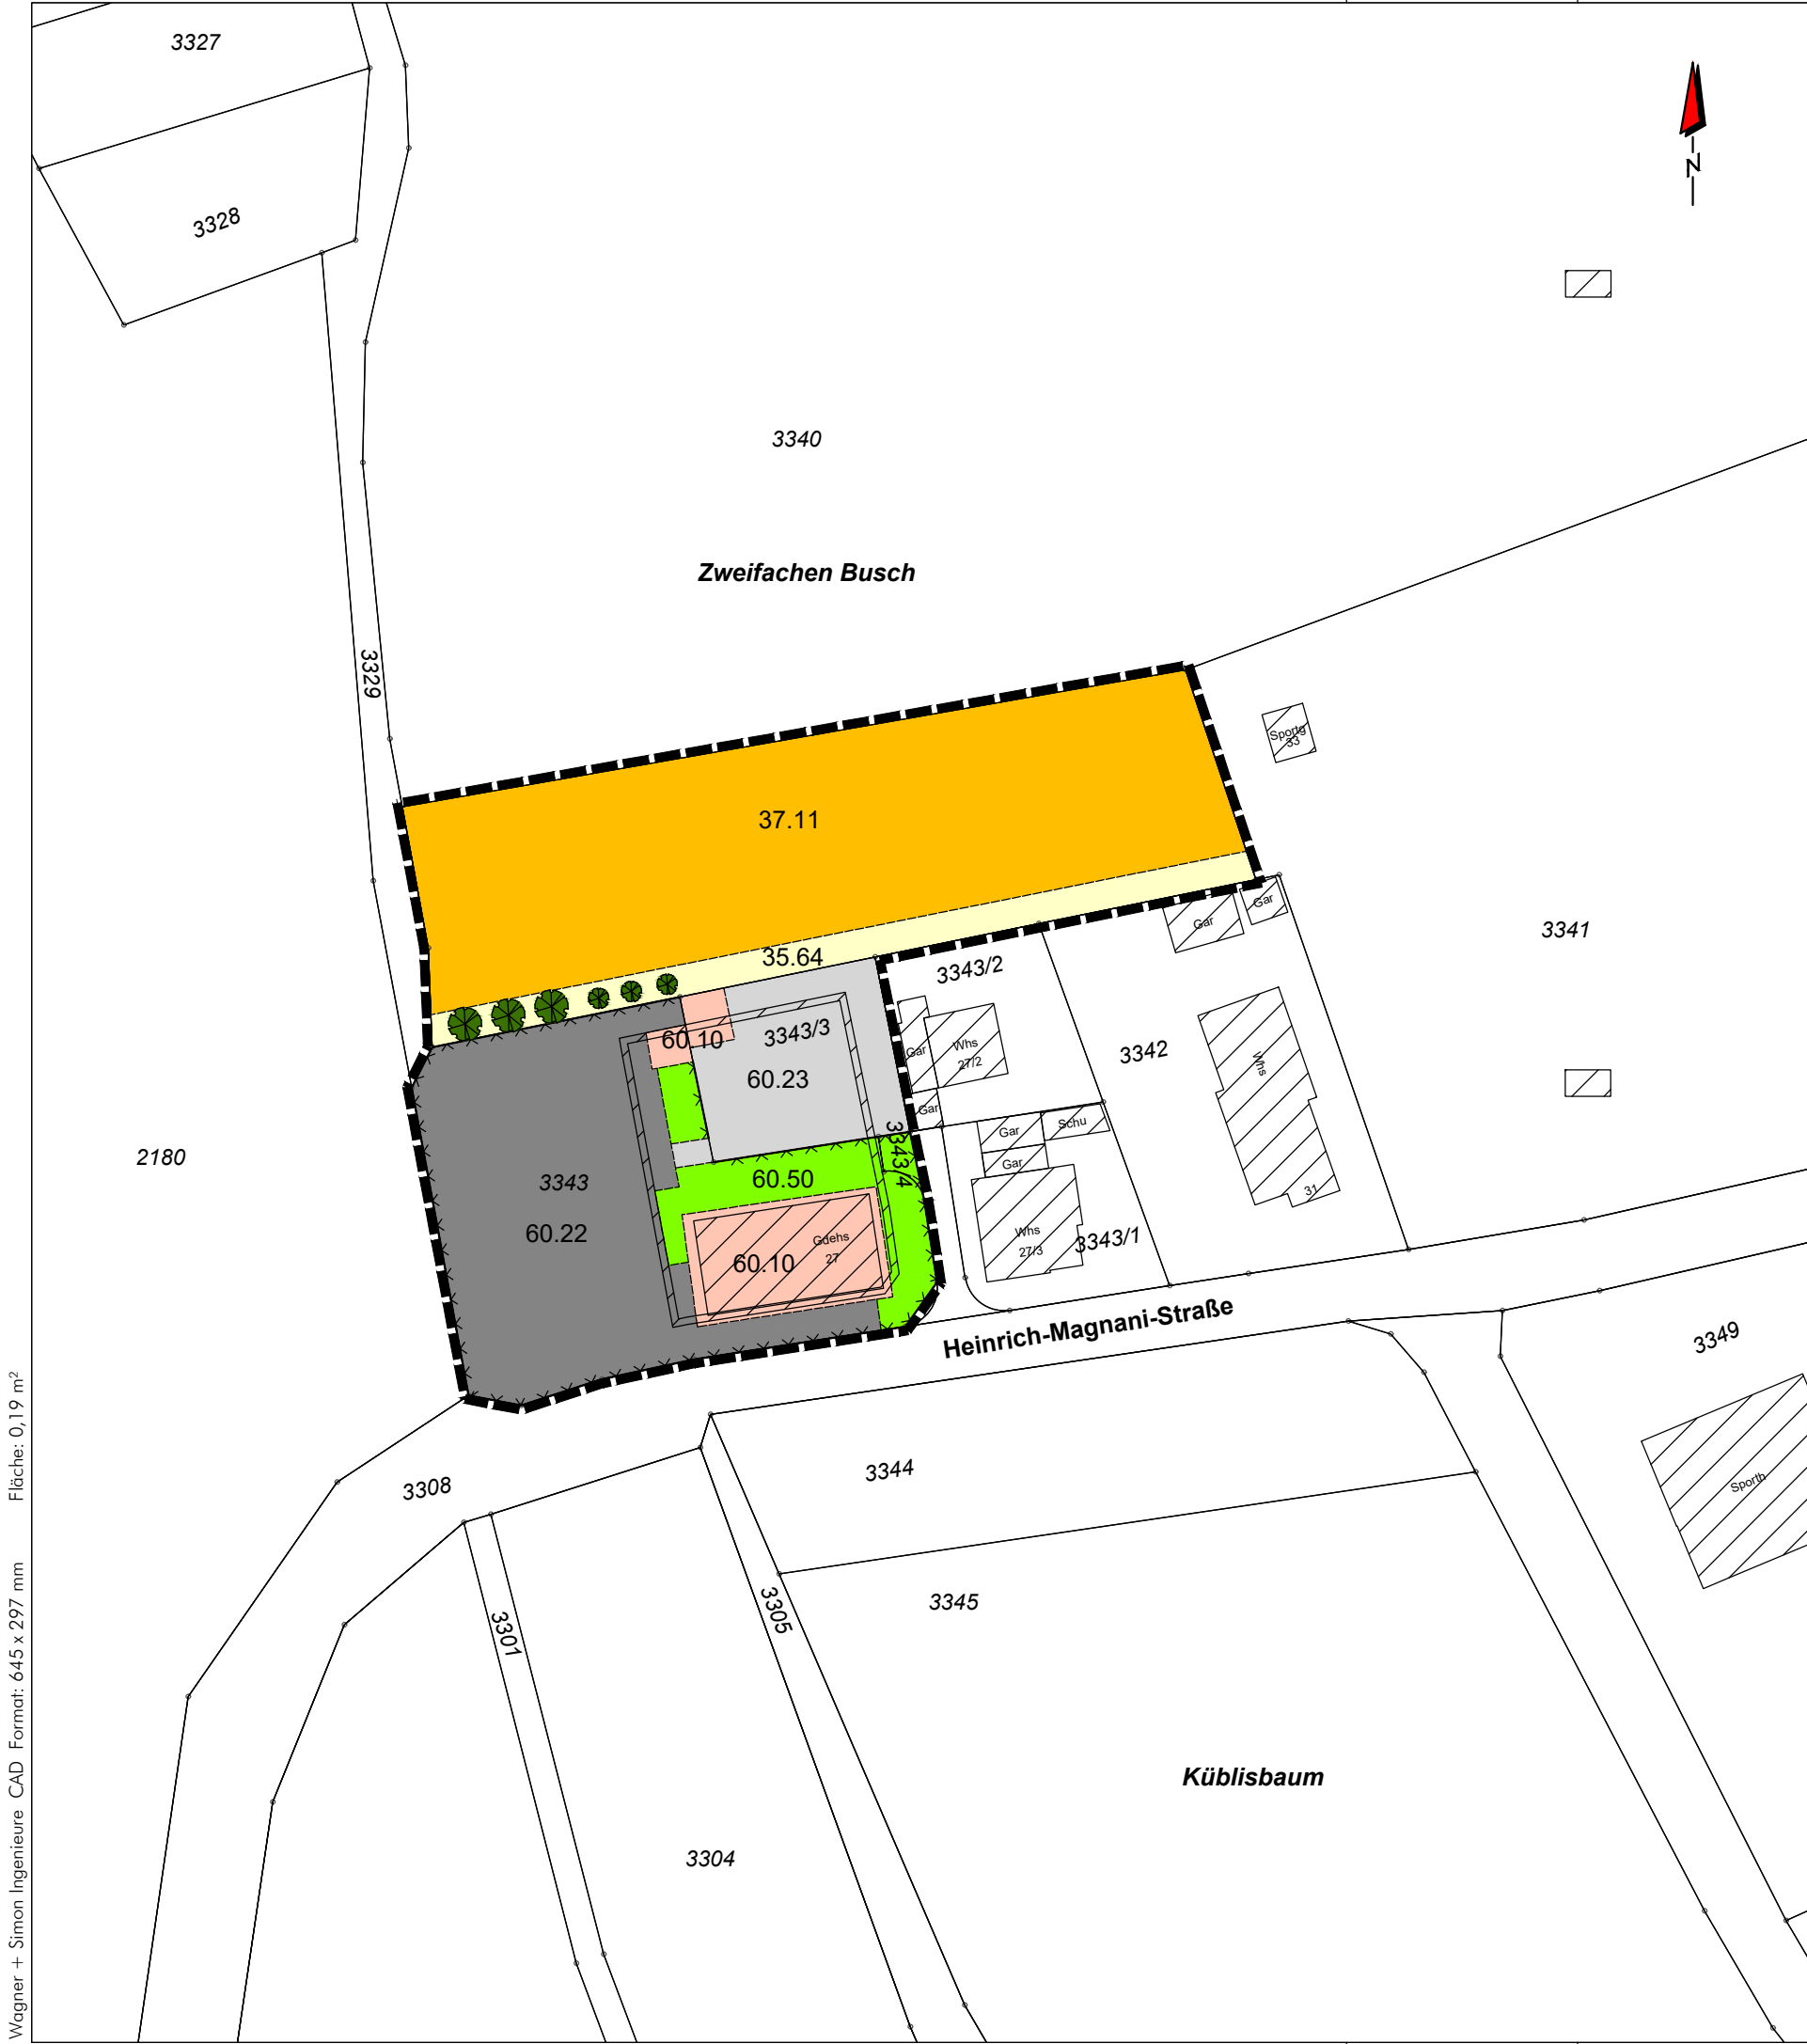 3327
N
3328
3340
Zweifachen Busch
3329
Sportg
33
37.11
Gar
Gar
3341
35.64
3343/2
3343/3
60.10
Gar
Whs
27/2
3342
Whs
60.23
Gar
Gar
Schu
3343/4
2180
Gar
3343
60.50
31
60.22
Gdehs
27
60.10
Whs
27/3
3343/1
Heinrich-Magnani-Straße
3349
3344
3308
Sporth
3345
3305
3301
Küblisbaum
3304
Wagner + Simon Ingenieure CAD Format: 645 x 297 mm Fläche: 0,19 m²